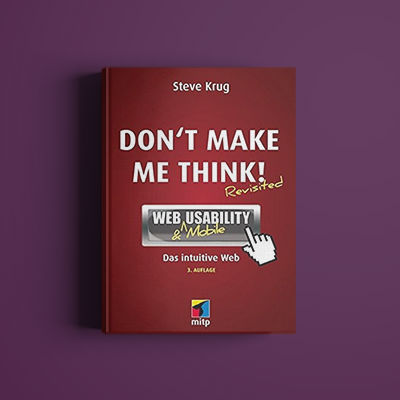 Steve Krug
DON'T MAKE
ME THINK!
Revisited
WEB USABILITY
& Mobile
Das intuitive Web
3. AUFLAGE
mitp